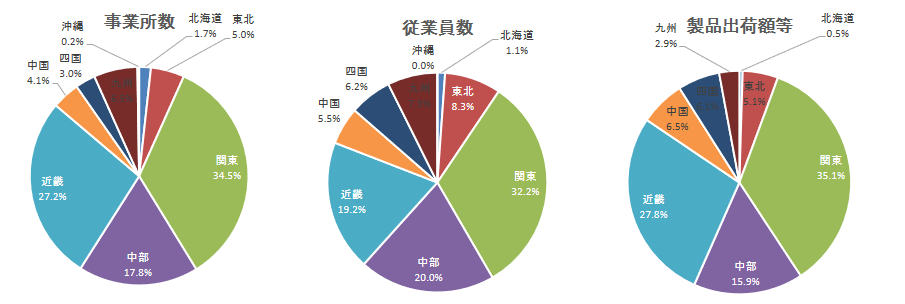 事業所数
沖縄
0.2%
北海道
1.7%
東北
5.0%
四国
3.0%
中国
4.1%
関東
34.5%
近畿
27.2%
中部
17.8%
従業員数
沖縄
0.0%
北海道
1.1%
四国
6.2%
東北
8.3%
中国
5.5%
関東
32.2%
近畿
19.2%
中部
20.0%
製品出荷額等
九州
2.9%
北海道
0.5%
東北
5.1%
中国
6.5%
関東
35.1%
近畿
27.8%
中部
15.9%